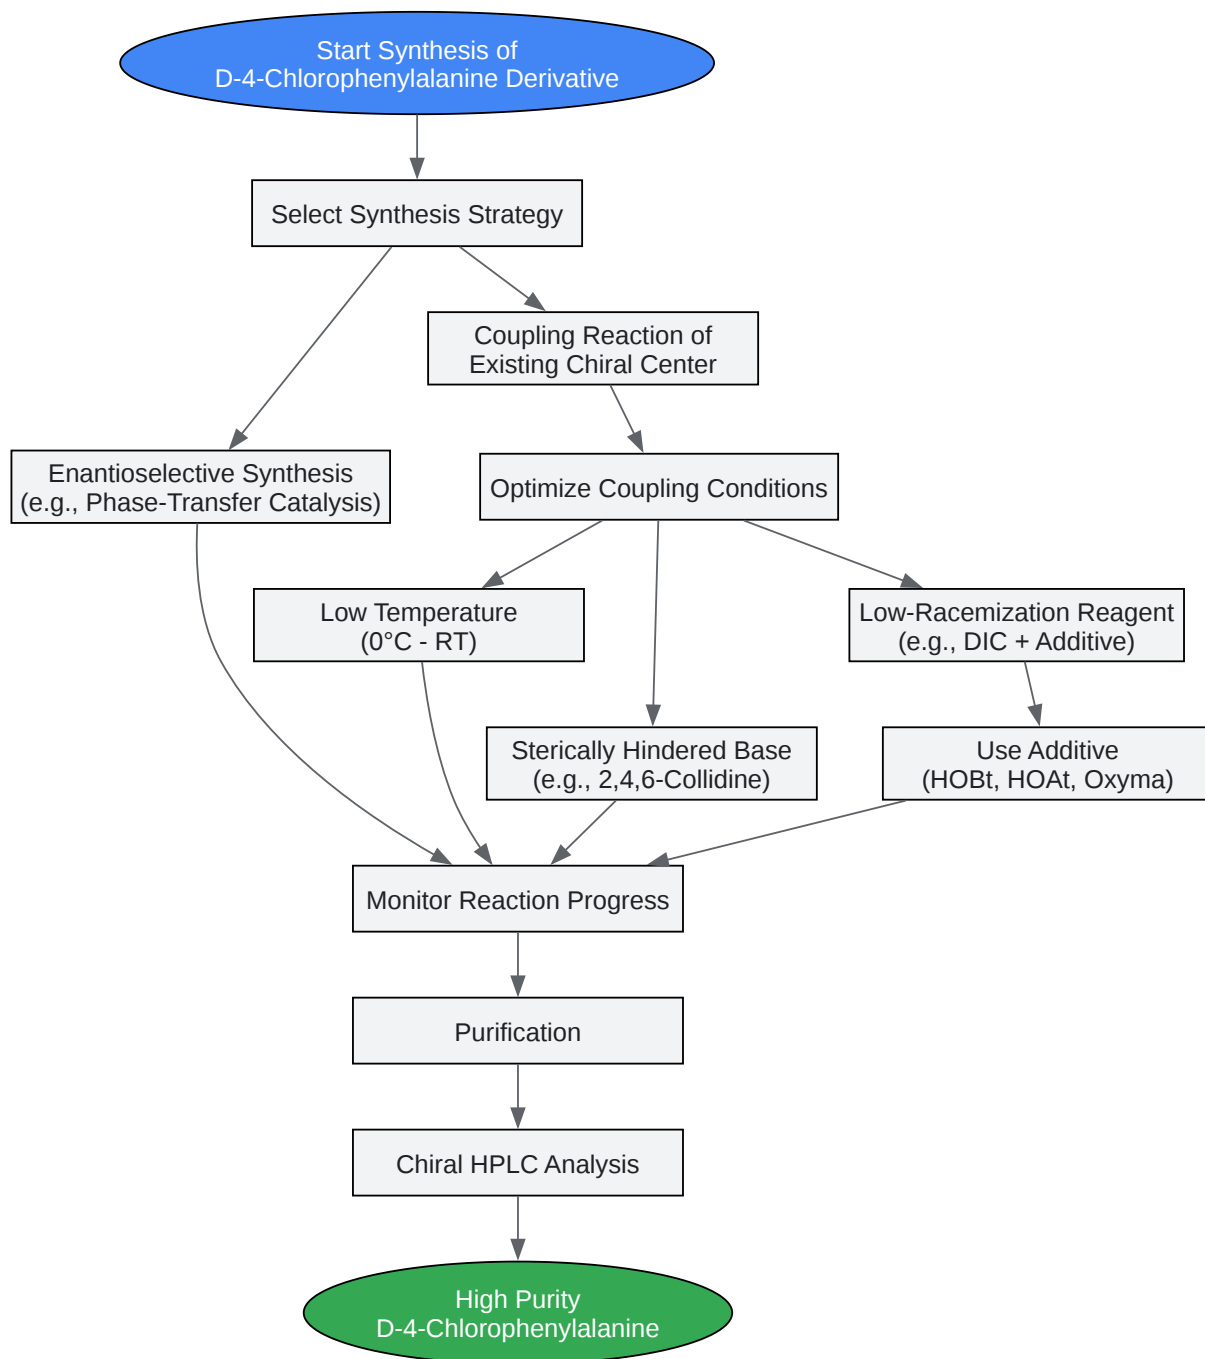 Start Synthesis of
D-4-Chlorophenylalanine Derivative
Select Synthesis Strategy
Coupling Reaction of
Existing Chiral Center
Enantioselective Synthesis
(e.g., Phase-Transfer Catalysis)
Optimize Coupling Conditions
Low Temperature
(0°C - RT)
Low-Racemization Reagent
(e.g., DIC + Additive)
Sterically Hindered Base
(e.g., 2,4,6-Collidine)
Use Additive
(HOBt, HOAt, Oxyma)
Monitor Reaction Progress
Purification
Chiral HPLC Analysis
High Purity
D-4-Chlorophenylalanine